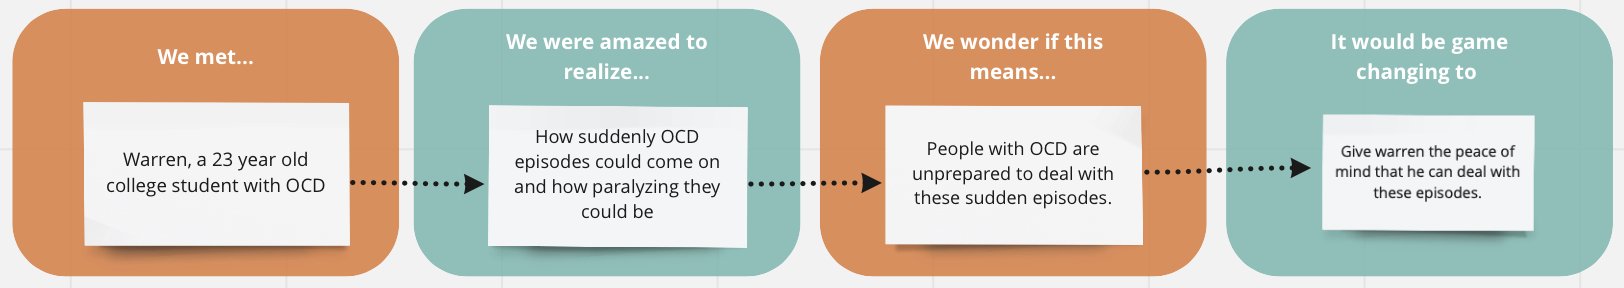 We met...
Warren, a 23 year old
college student with OCD
We were amazed to
realize...
How suddenly OCD
episodes could come on
and how paralyzing they
could be
We wonder if this
means...
People with OCD are
unprepared to deal with
these sudden episodes.
It would be game
changing to
Give warren the peace of
mind that he can deal with
these episodes.